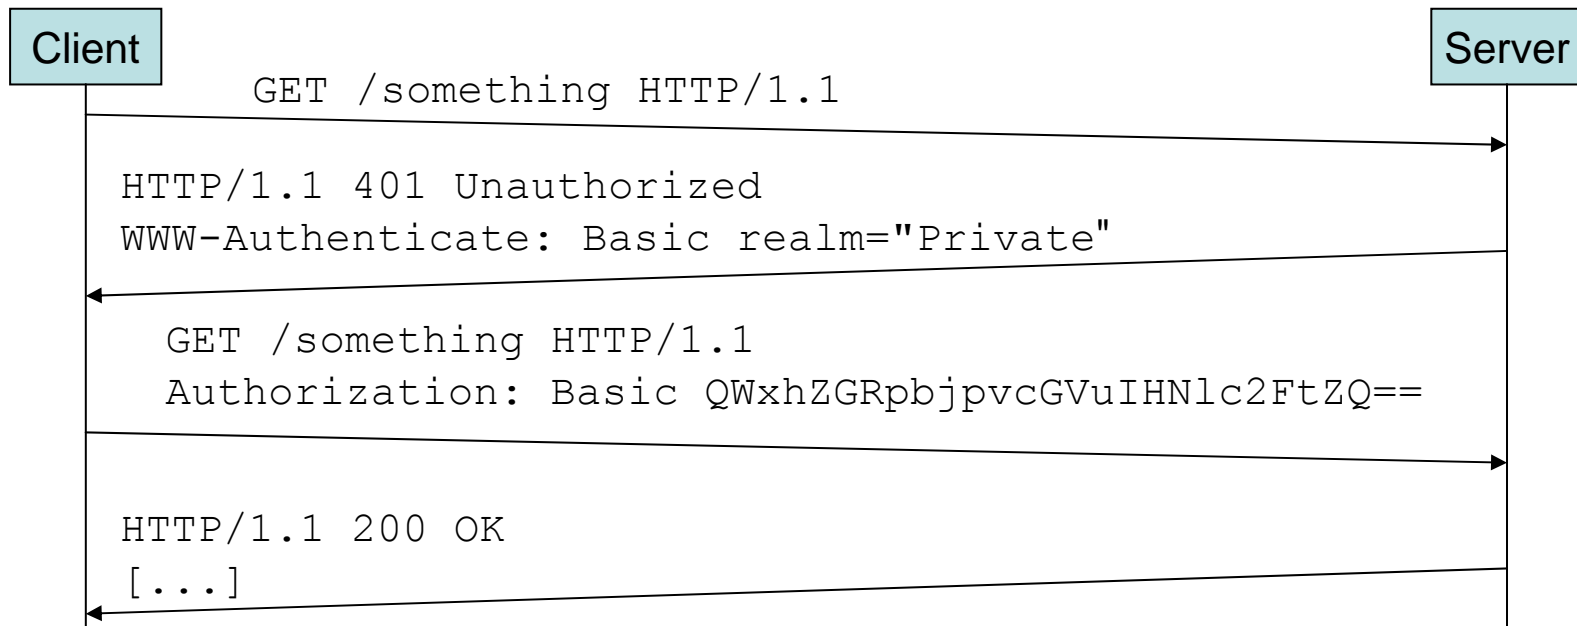 Client
Server
GET /something HTTP/1.1
HTTP/1.1 401 Unauthorized
WWW-Authenticate: Basic realm="Private"
GET /something HTTP/1.1
Authorization: Basic QWxhZGRpbjpvcGVuIHNlc2FtZQ==
HTTP/1.1 200 OK
[...]